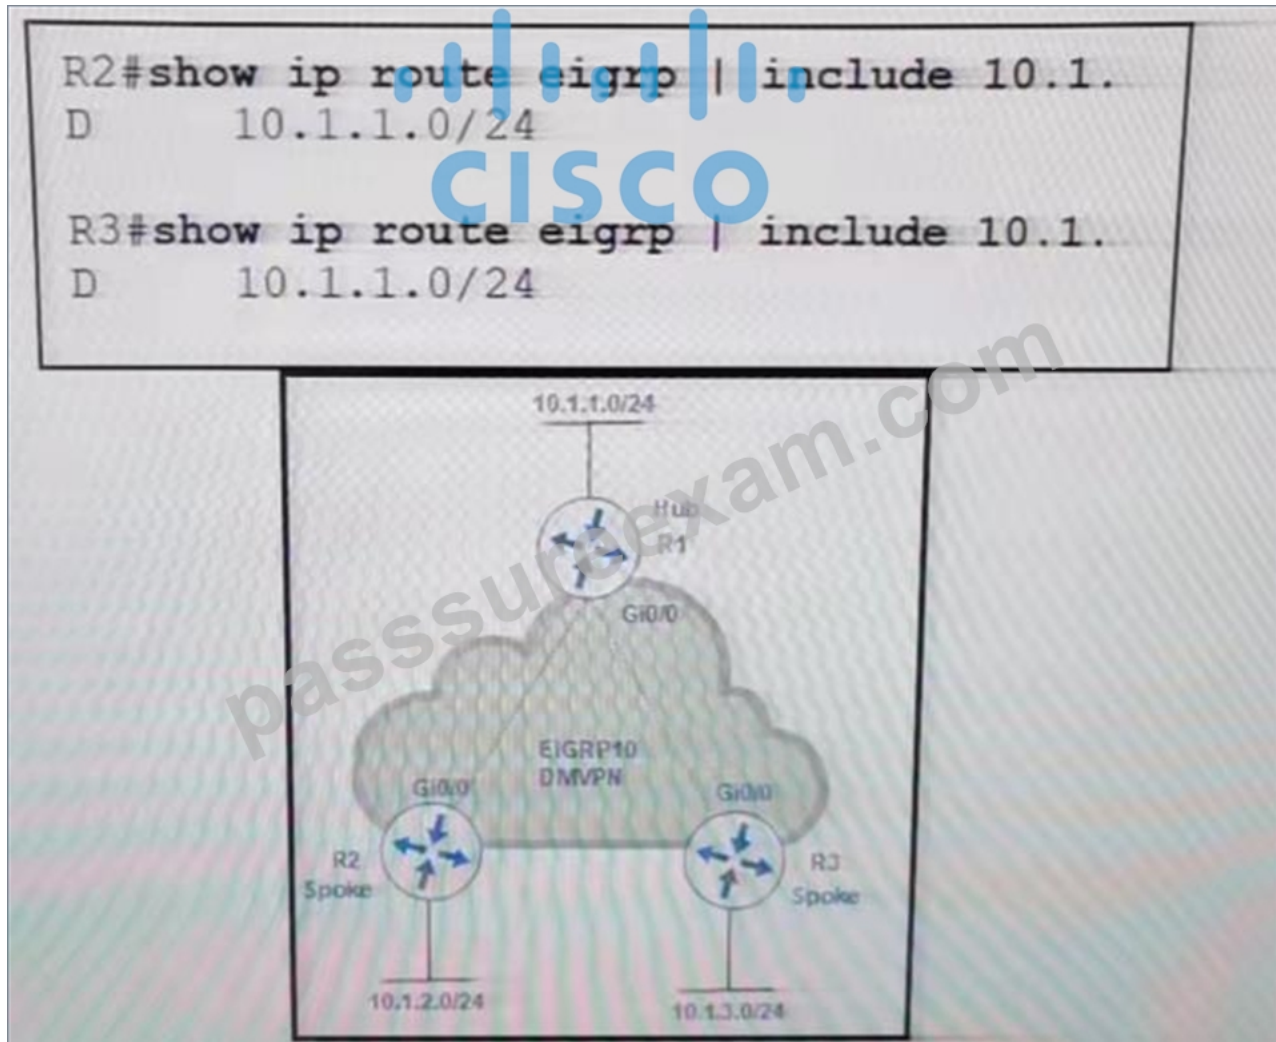 R2#show ip route eigrp | include 10.1.
D 10.1.1.0/24
CISCO
R3#show ip route eigrp | include 10.1.
D 10.1.1.0/24
10.1.1.0/24
Hub
R1
Gi0/0
passsureexam.com
EIGRP10
DMVPN
Gi0/0
Gi0/0
R2
Spoke
R3
Spoke
10.1.2.0/24
10.1.3.0/24